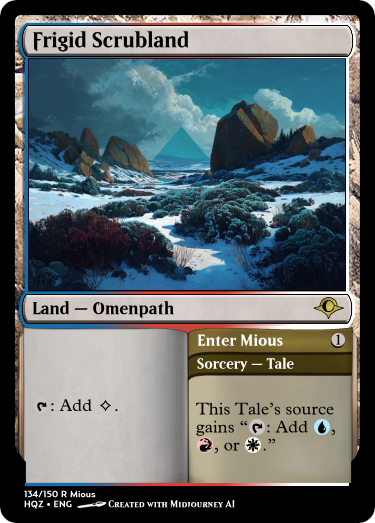 Frigid Scrubland
Land — Omenpath
Enter Mious 1
Sorcery — Tale
: Add .
This Tale's source
gains “: Add ,
, or .”
134/150 R Mious
HQZ • ENG Created with Midjourney AI